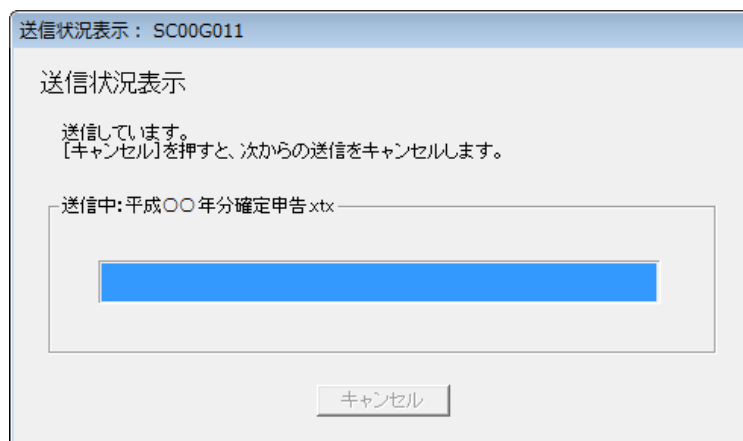 送信状況表示： SC00G011
送信状況表示
送信しています。
[キャンセル]を押すと、次からの送信をキャンセルします。
送信中:平成○○年分確定申告.xtx
キャンセル